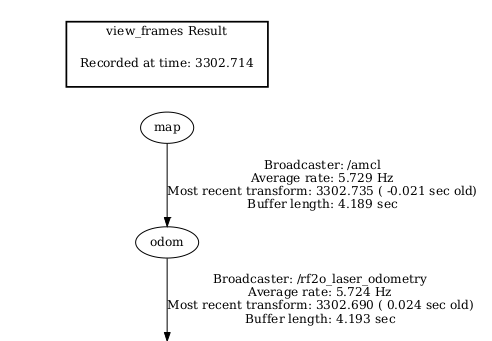 view_frames Result
Recorded at time: 3302.714
map
Broadcaster: /amcl
Average rate: 5.729 Hz
Most recent transform: 3302.735 ( -0.021 sec old)
Buffer length: 4.189 sec
odom
Broadcaster: /rf2o_laser_odometry
Average rate: 5.724 Hz
Most recent transform: 3302.690 ( 0.024 sec old)
Buffer length: 4.193 sec